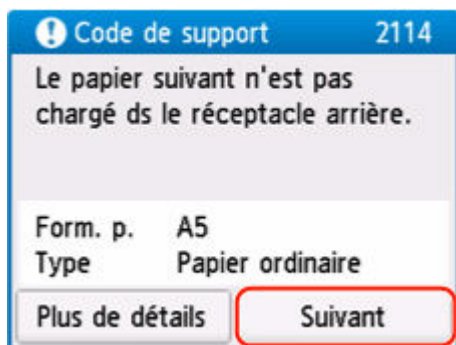 Code de support 2114
Le papier suivant n'est pas
chargé ds le réceptacle arrière.
Form. p. A5
Type Papier ordinaire
Plus de détails Suivant